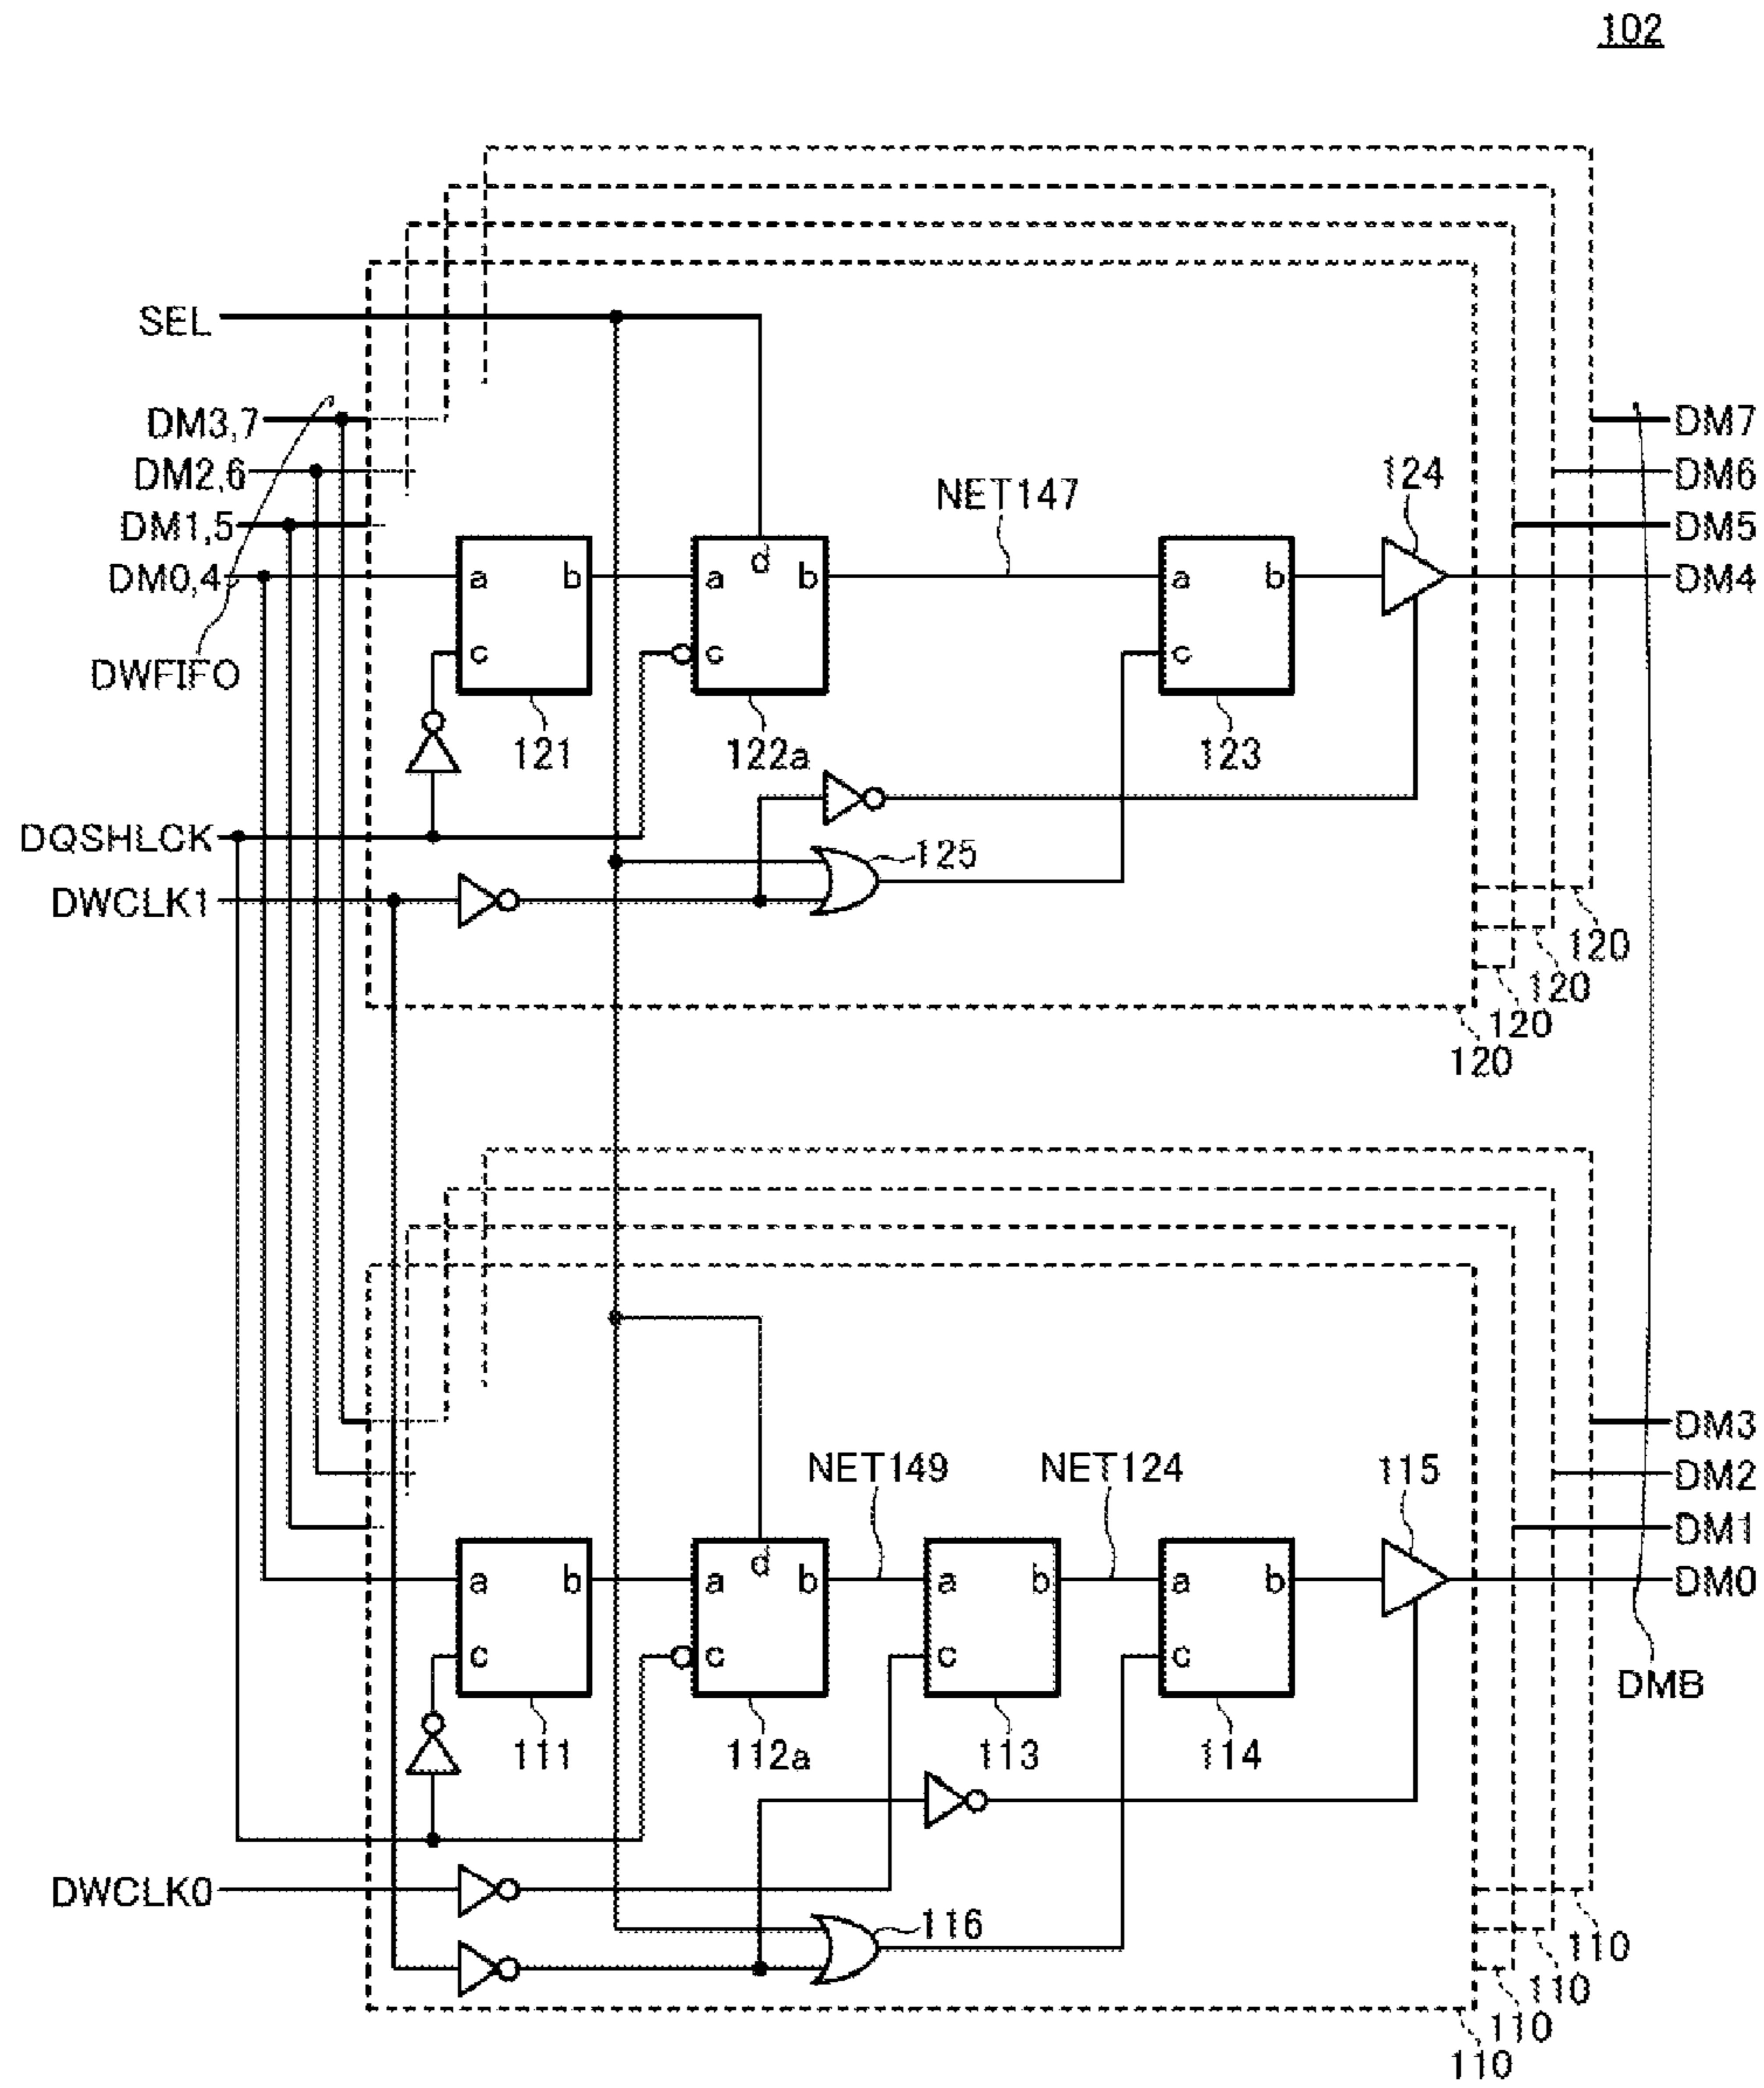 102
SEL
DM3,7
DM7
DM2,6
124
DM6
NET147
DM1,5
DM5
DM0,4
a b
a d b
a b
DM4
c
c
c
DWFIFO
121
122a
123
DQSHLCK
125
DWCLK1
120
120
120
120
DM3
NET149
NET124
115
DM2
DM1
a b
a d b
a b
a b
DM0
c
c
c
c
DMB
111
112a
113
114
DWCLK0
116
110
110
110
110